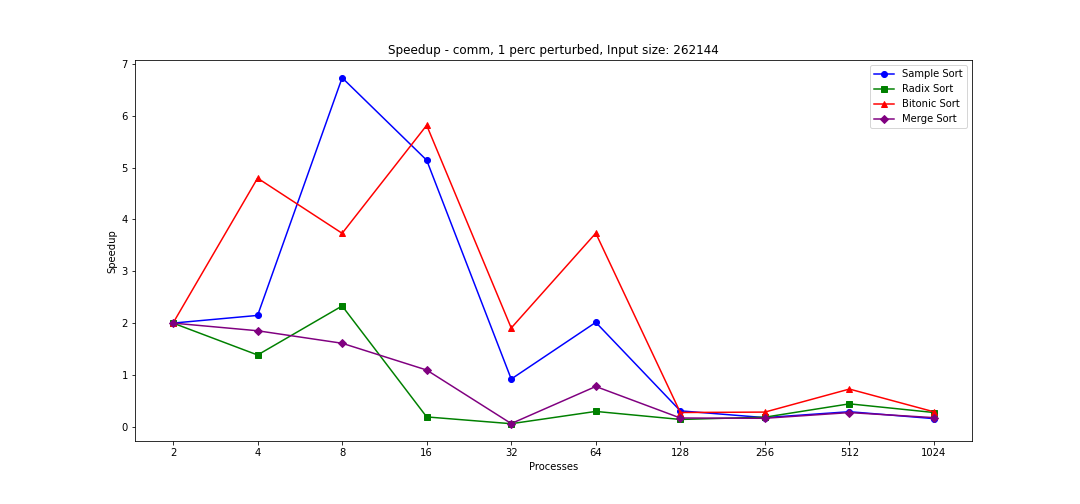 Speedup - comm, 1 perc perturbed, Input size: 262144
7
6
5
4
3
2
1
0
Speedup
Sample Sort
Radix Sort
Bitonic Sort
Merge Sort
2 4 8 16 32 64 128 256 512 1024
Processes